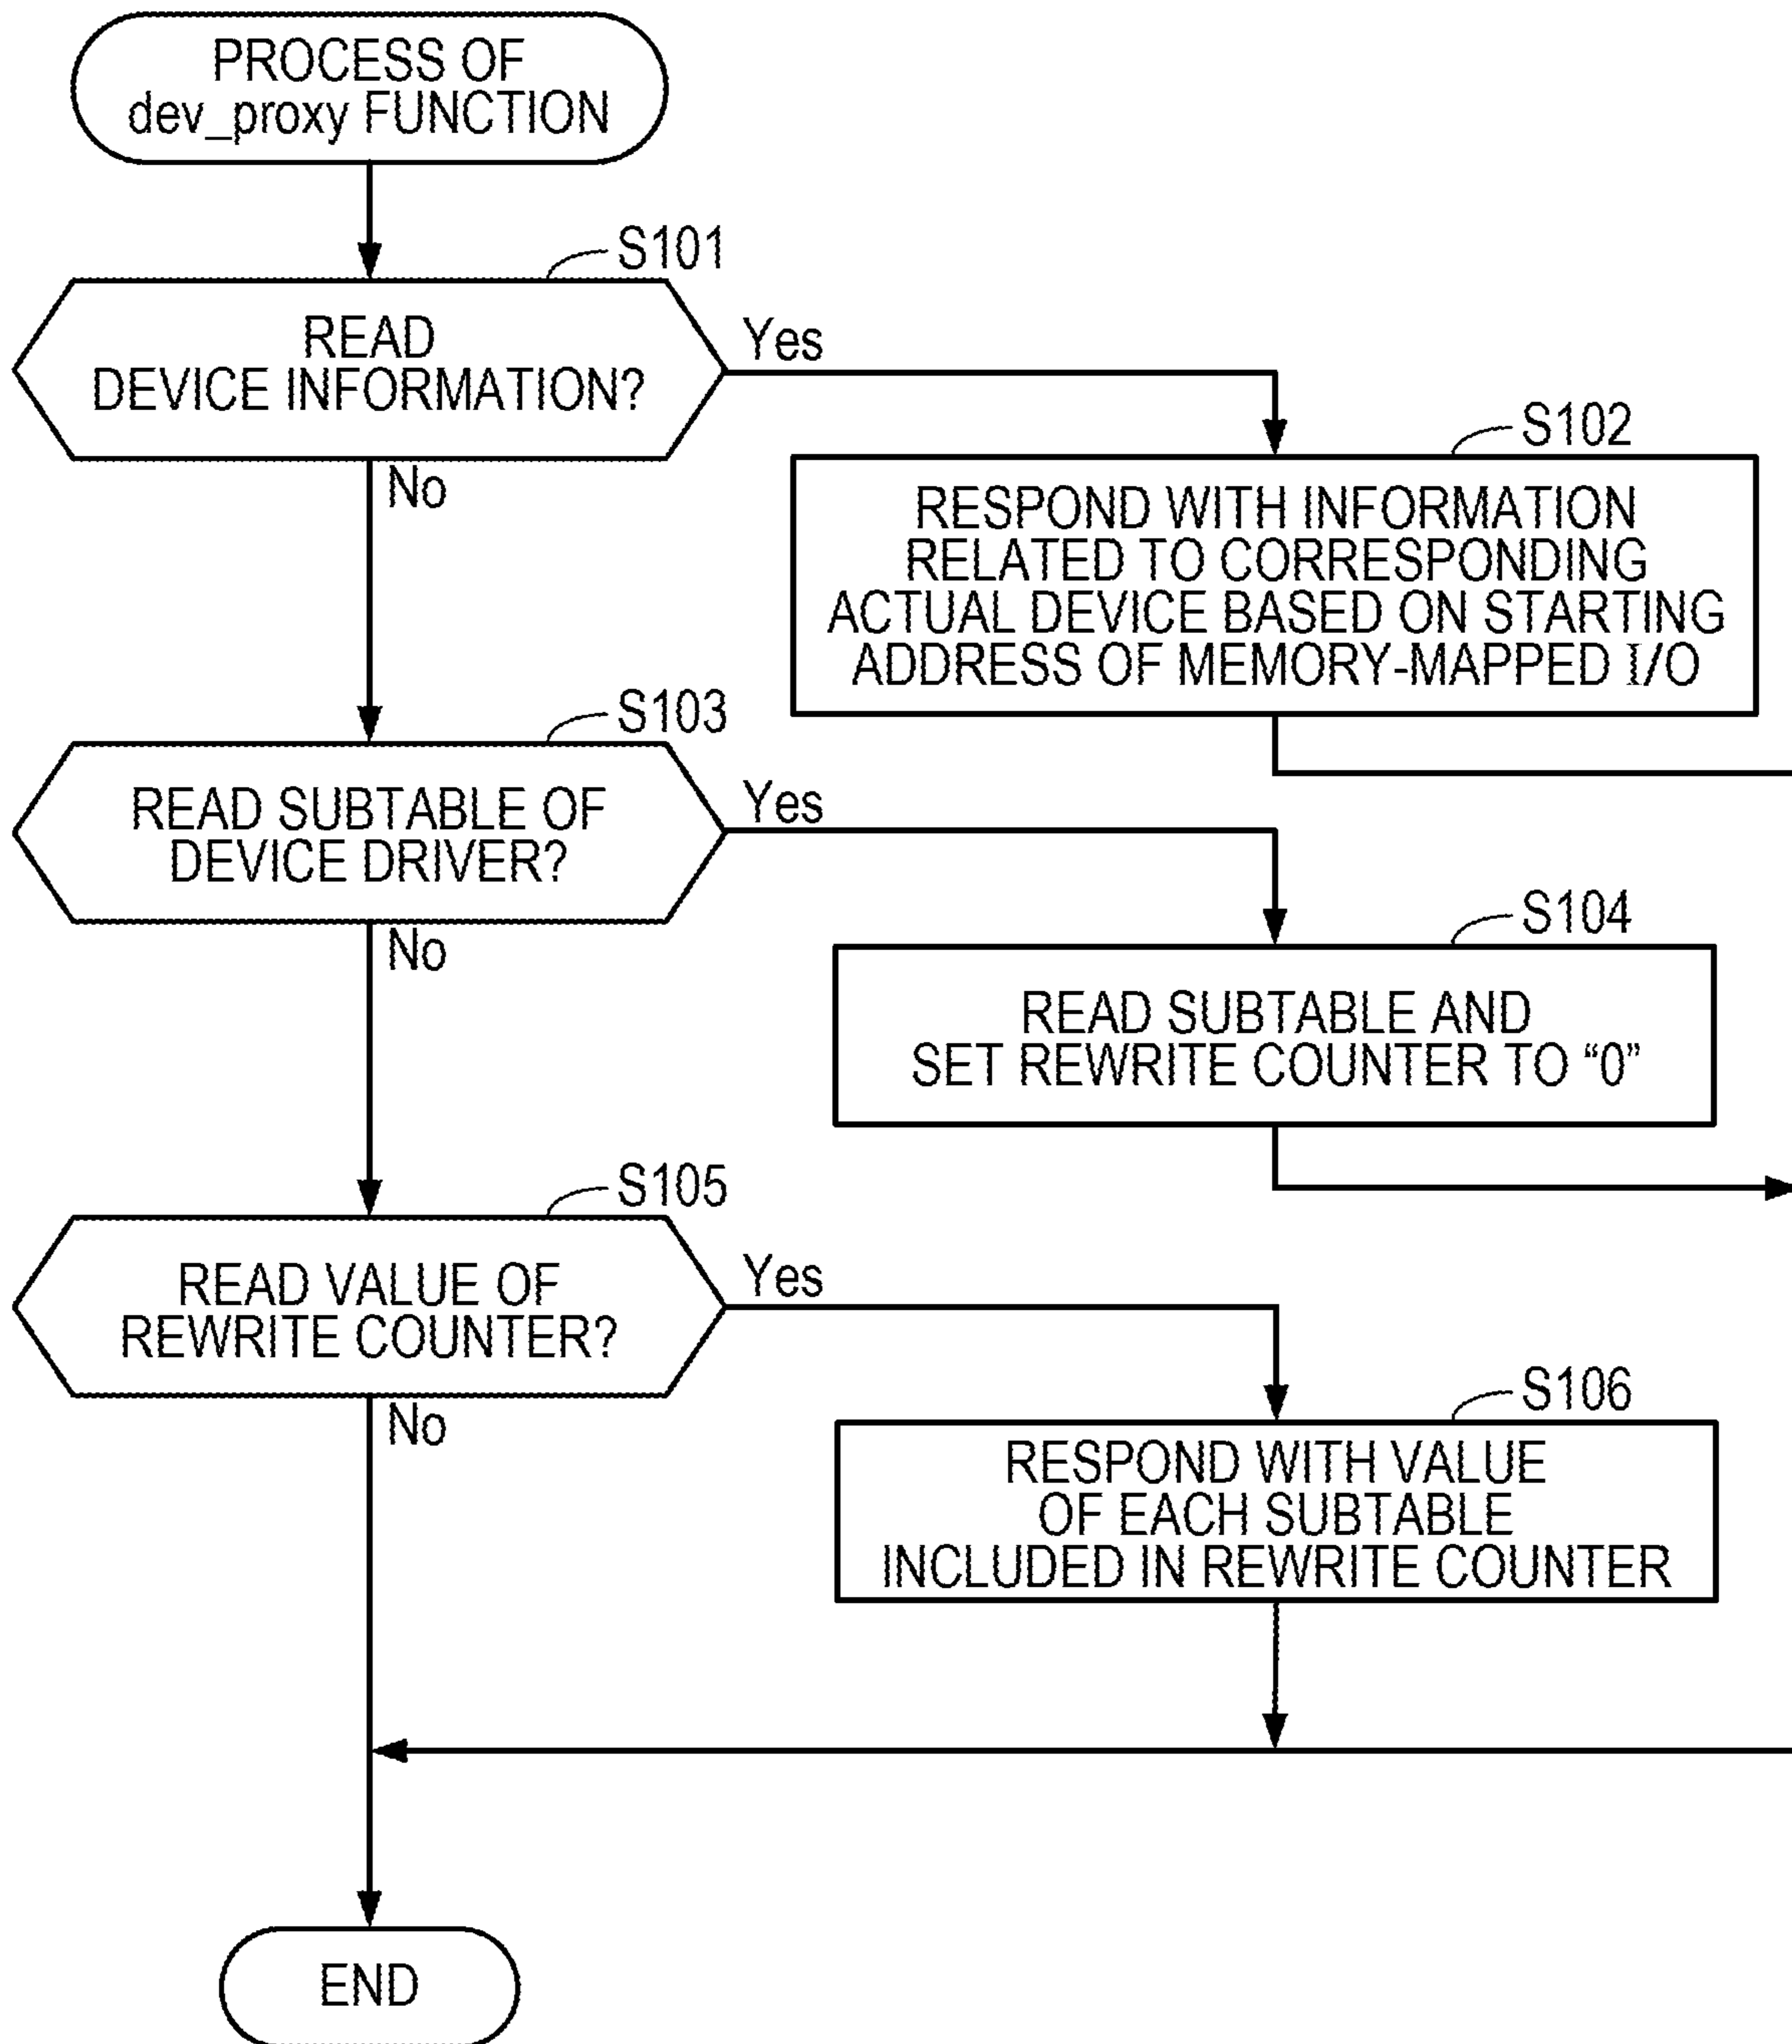 PROCESS OF
dev_proxy FUNCTION
S101
READ
DEVICE INFORMATION?
Yes
No
S102
RESPOND WITH INFORMATION
RELATED TO CORRESPONDING
ACTUAL DEVICE BASED ON STARTING
ADDRESS OF MEMORY-MAPPED I/O
S103
READ SUBTABLE OF
DEVICE DRIVER?
Yes
No
S104
READ SUBTABLE AND
SET REWRITE COUNTER TO “0”
S105
READ VALUE OF
REWRITE COUNTER?
Yes
No
S106
RESPOND WITH VALUE
OF EACH SUBTABLE
INCLUDED IN REWRITE COUNTER
END